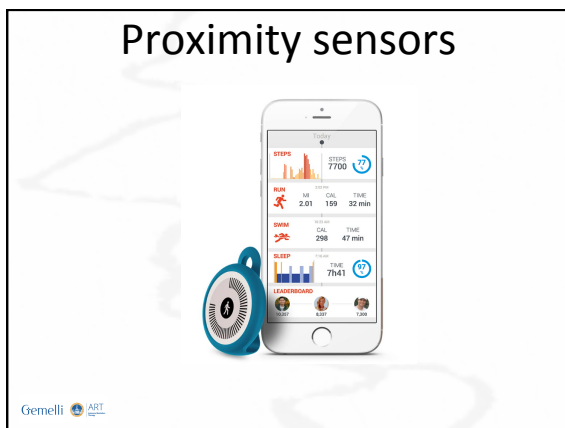 Proximity sensors
Today
STEPS
STEPS
7700
77
%
RUN
MI
CAL
TIME
2.01
159
32 min
SWIM
CAL
TIME
298
47 min
SLEEP
TIME
7h41
97
%
LEADERBOARD
8,337
7,509
Gemelli
ART